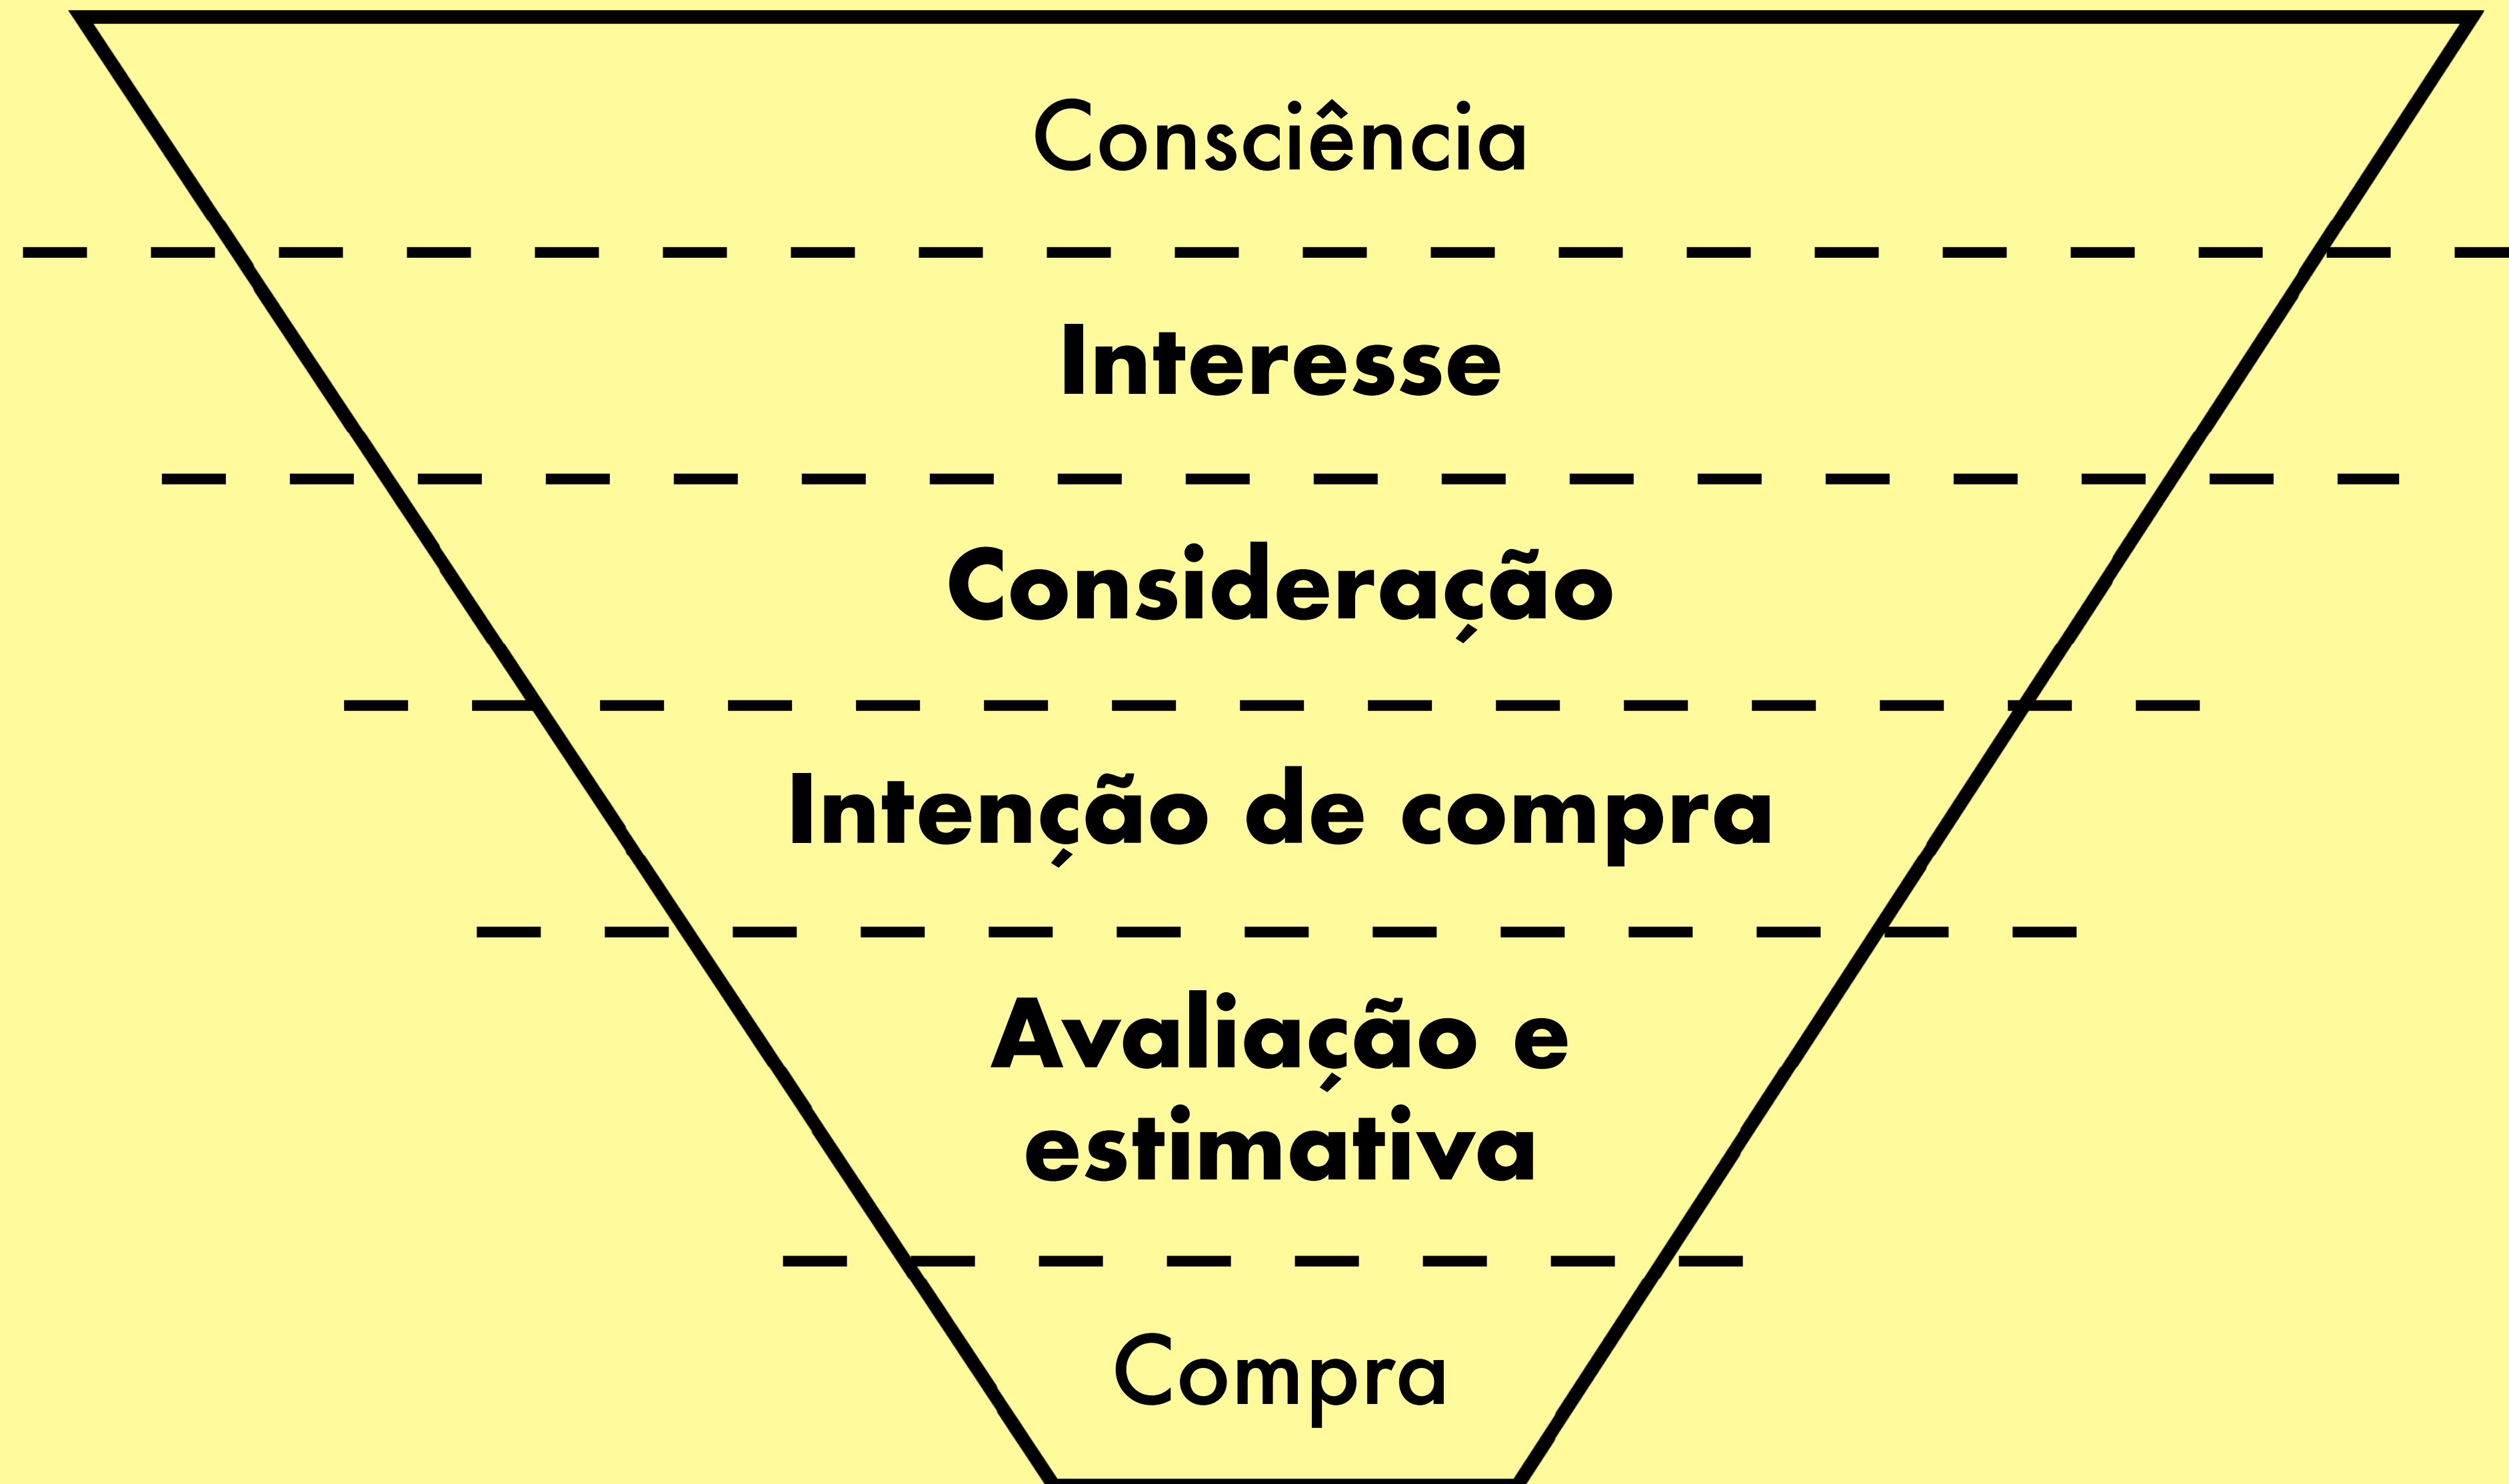 Consciência
Interesse
Consideração
Intenção de compra
Avaliação e
estimativa
Compra